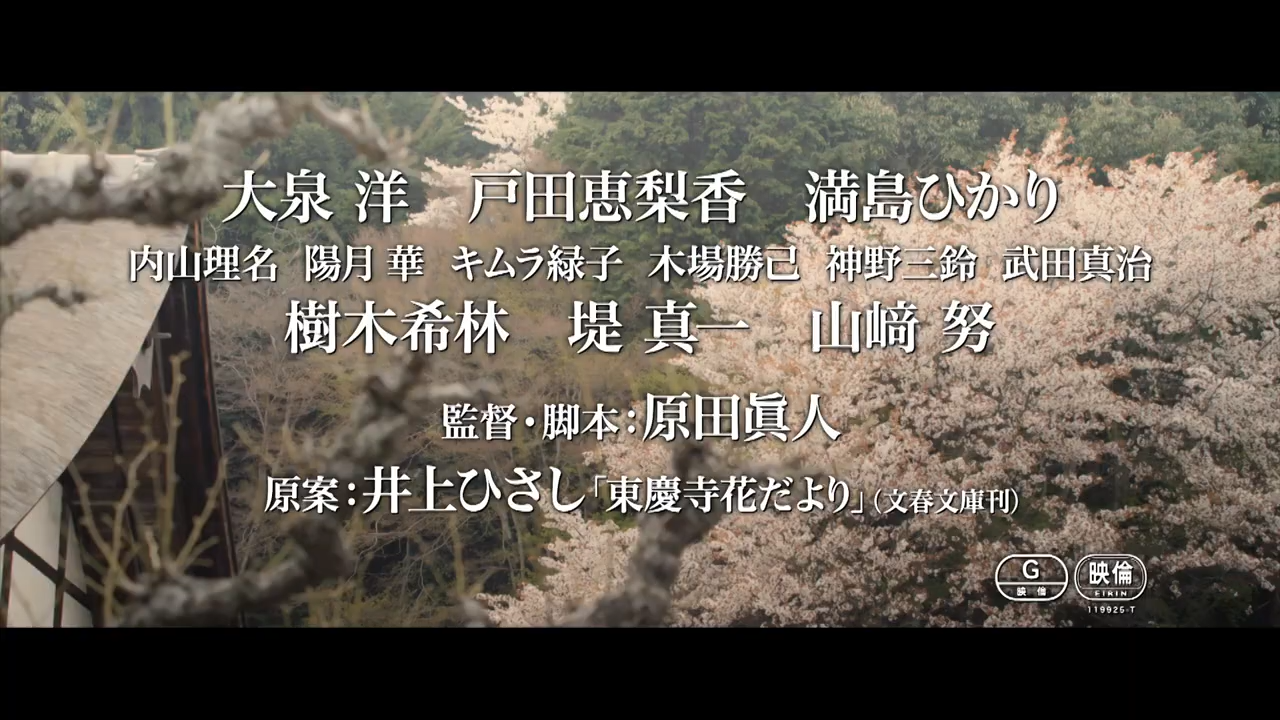 大泉 洋　戸田恵梨香　満島ひかり
内山理名　陽月 華　キムラ緑子　木場勝己　神野三鈴　武田真治
樹木希林　堤 真一　山﨑 努
監督・脚本：原田眞人
原案：井上ひさし「東慶寺花だより」（文春文庫刊）
G 映倫
映倫 EIRIN
119925-T